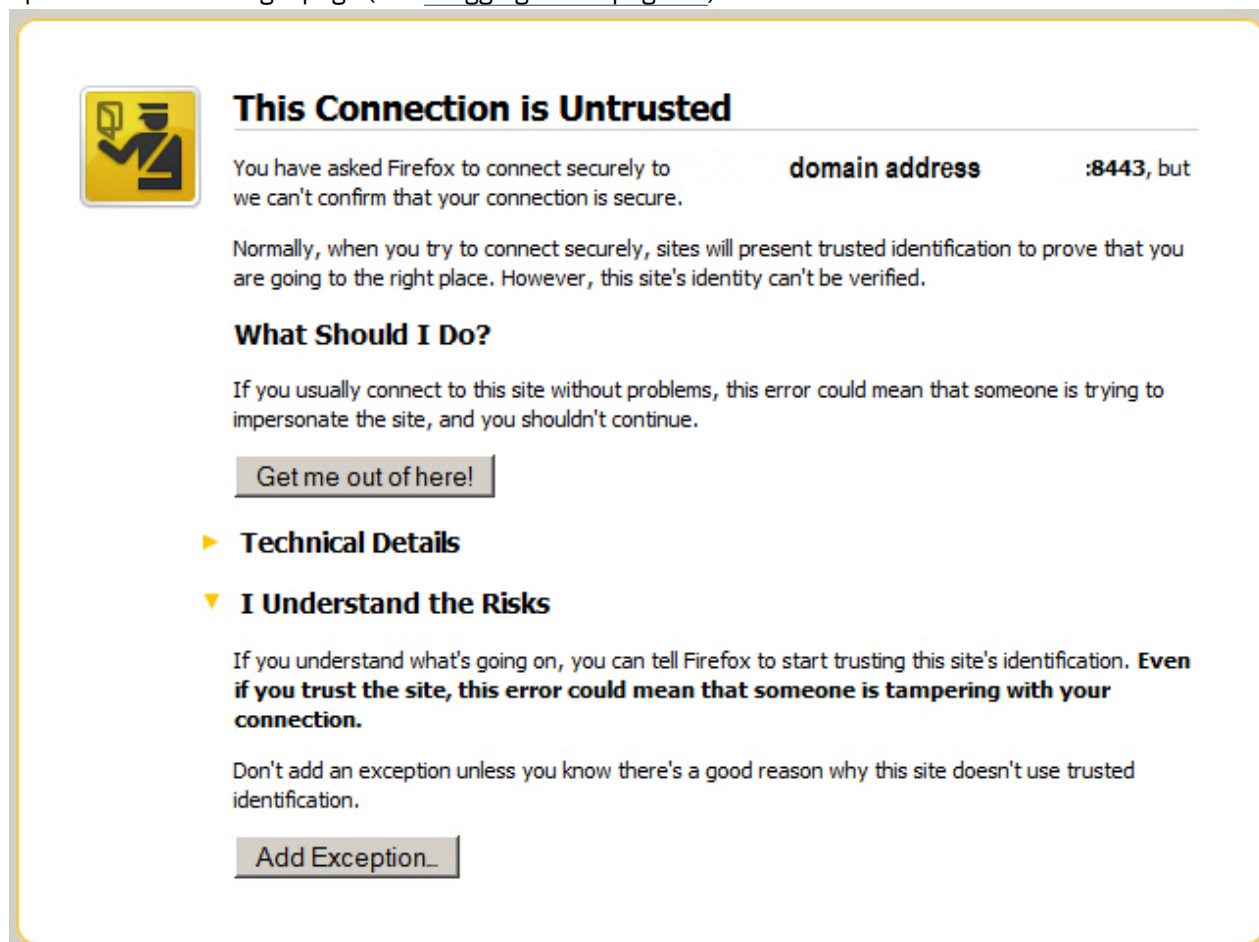 This Connection is Untrusted
You have asked Firefox to connect securely to domain address :8443, but
we can't confirm that your connection is secure.
Normally, when you try to connect securely, sites will present trusted identification to prove that you
are going to the right place. However, this site's identity can't be verified.
What Should I Do?
If you usually connect to this site without problems, this error could mean that someone is trying to
impersonate the site, and you shouldn't continue.
Get me out of here!
Technical Details
I Understand the Risks
If you understand what's going on, you can tell Firefox to start trusting this site's identification. Even
if you trust the site, this error could mean that someone is tampering with your
connection.
Don't add an exception unless you know there's a good reason why this site doesn't use trusted
identification.
Add Exception...